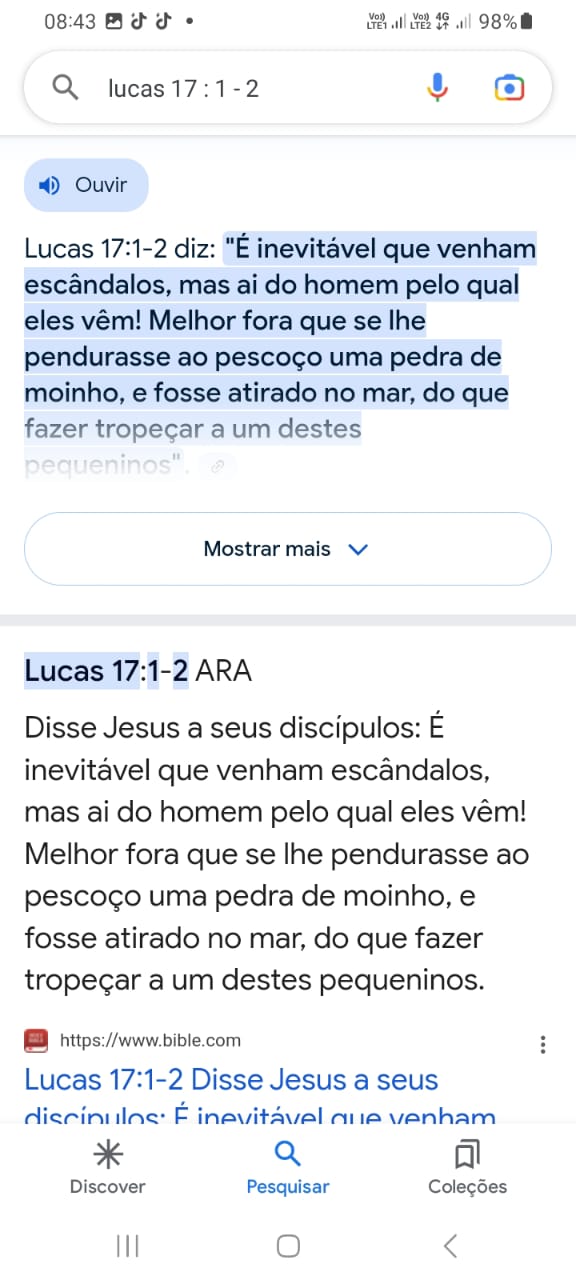 08:43
Vo)) LTE1 Vo)) LTE2 4G 98%
lucas 17 : 1 - 2
Ouvir
Lucas 17:1-2 diz: "É inevitável que venham
escândalos, mas ai do homem pelo qual
eles vêm! Melhor fora que se lhe
pendurasse ao pescoço uma pedra de
moinho, e fosse atirado no mar, do que
fazer tropeçar a um destes
pequeninos".
Mostrar mais
Lucas 17:1-2 ARA
Disse Jesus a seus discípulos: É
inevitável que venham escândalos,
mas ai do homem pelo qual eles vêm!
Melhor fora que se lhe pendurasse ao
pescoço uma pedra de moinho, e
fosse atirado no mar, do que fazer
tropeçar a um destes pequeninos.
https://www.bible.com
Lucas 17:1-2 Disse Jesus a seus
discípulos: É inevitável que venham
Discover
Pesquisar
Coleções